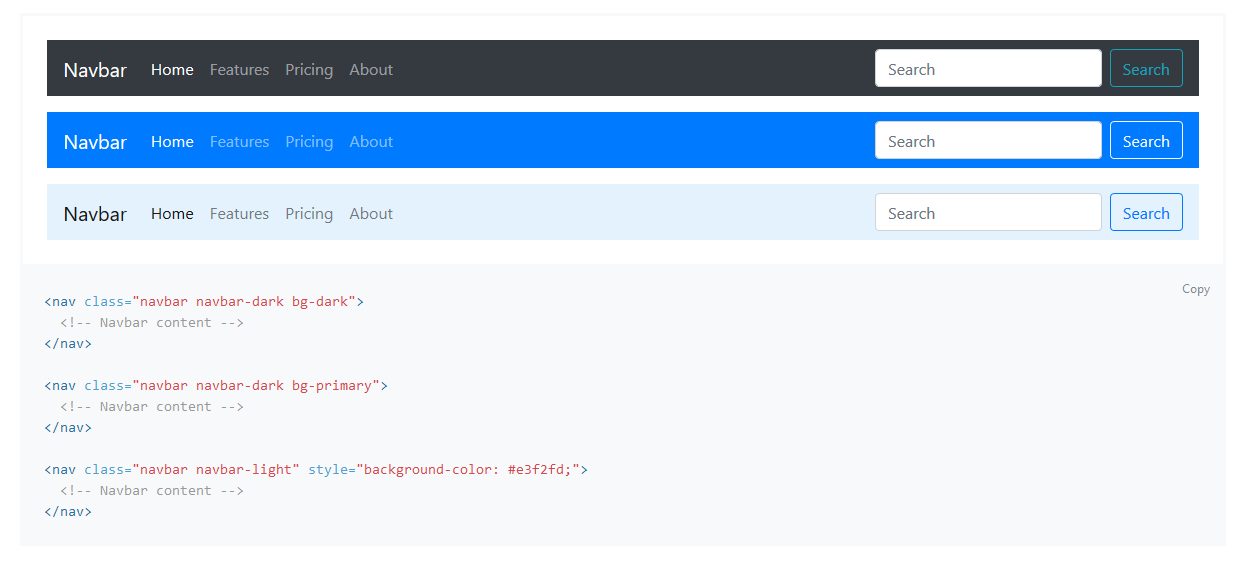 Navbar Home Features Pricing About Search Search
Navbar Home Features Pricing About Search Search
Navbar Home Features Pricing About Search Search
Copy
<nav class="navbar navbar-dark bg-dark">
  <!-- Navbar content -->
</nav>
<nav class="navbar navbar-dark bg-primary">
  <!-- Navbar content -->
</nav>
<nav class="navbar navbar-light" style="background-color: #e3f2fd;">
  <!-- Navbar content -->
</nav>